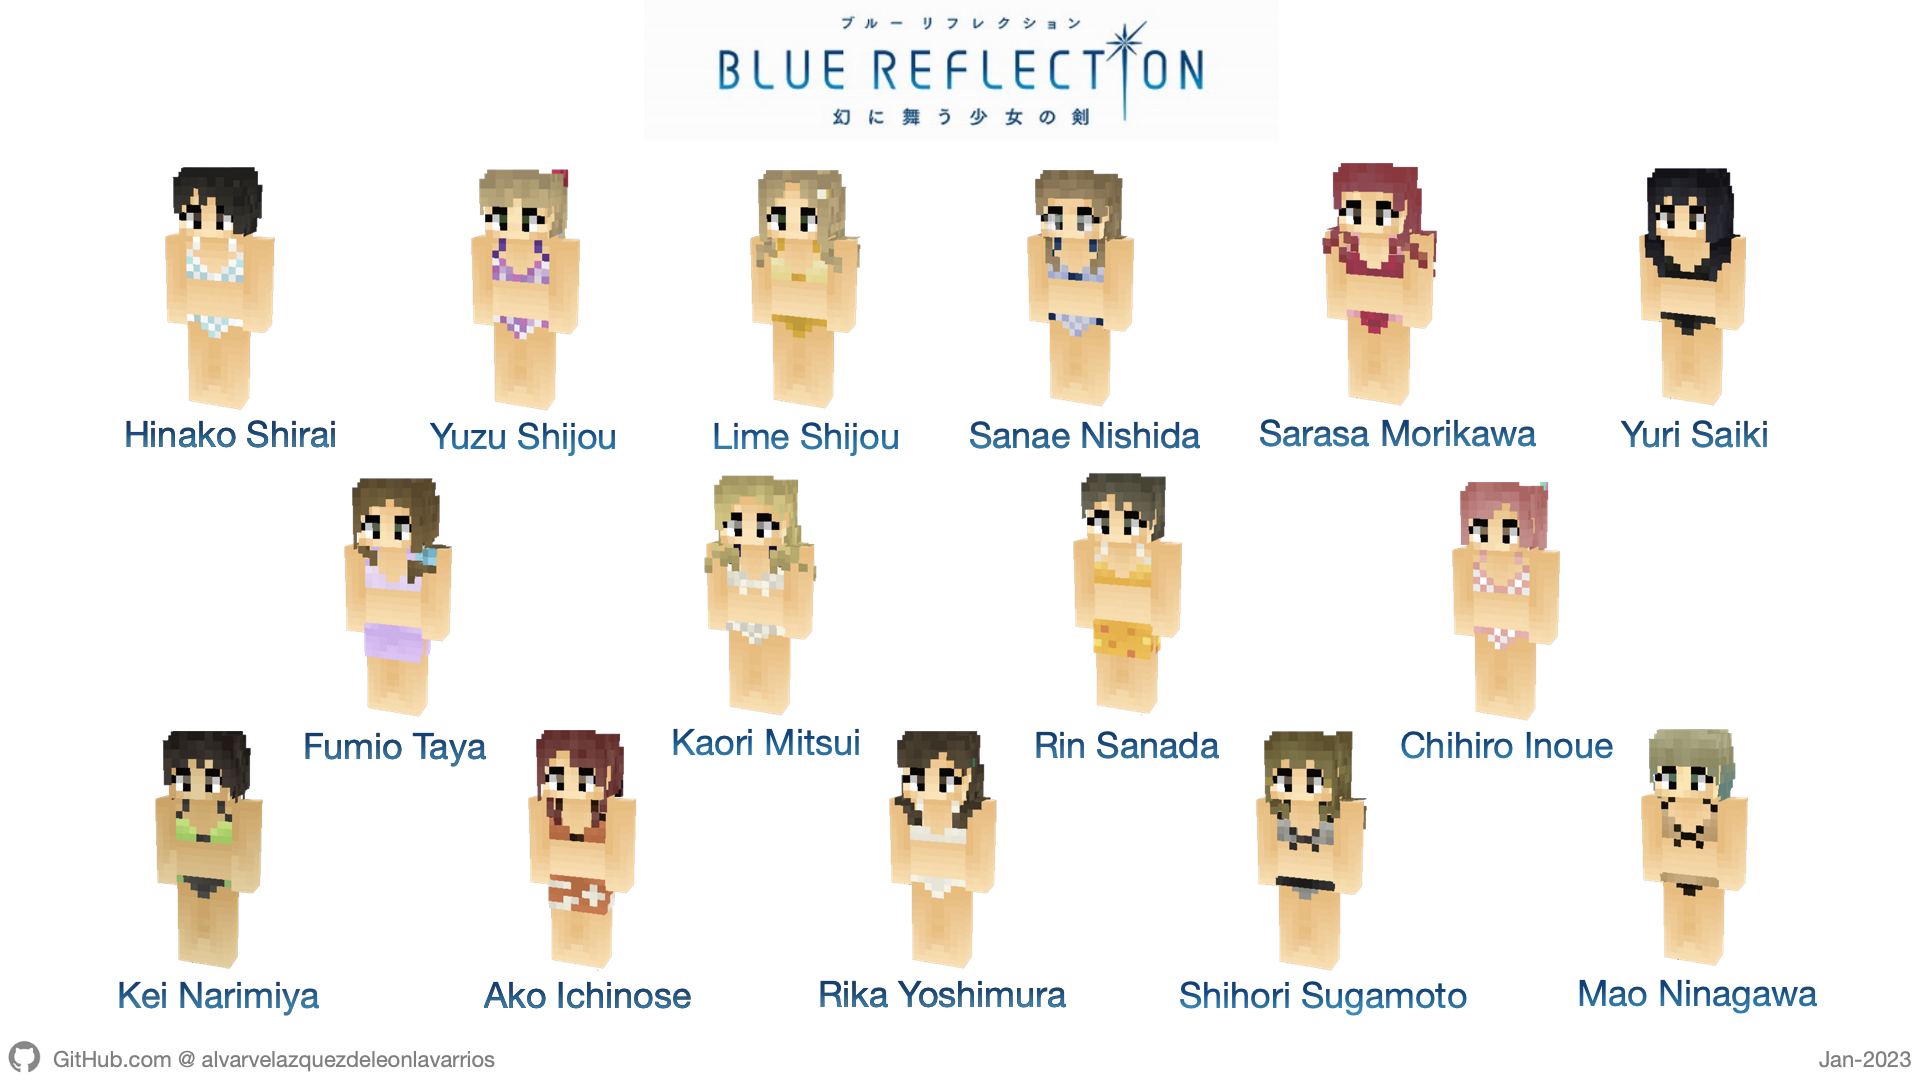 ブルーリフレクション
BLUE REFLECTION
幻に舞う少女の剣
Hinako Shirai
Yuzu Shijou
Lime Shijou
Sanae Nishida
Sarasa Morikawa
Yuri Saiki
Fumio Taya
Kaori Mitsui
Rin Sanada
Chihiro Inoue
Kei Narimiya
Ako Ichinose
Rika Yoshimura
Shihori Sugamoto
Mao Ninagawa
GitHub.com @ alvarvelazquezdeleonlavarrios
Jan-2023